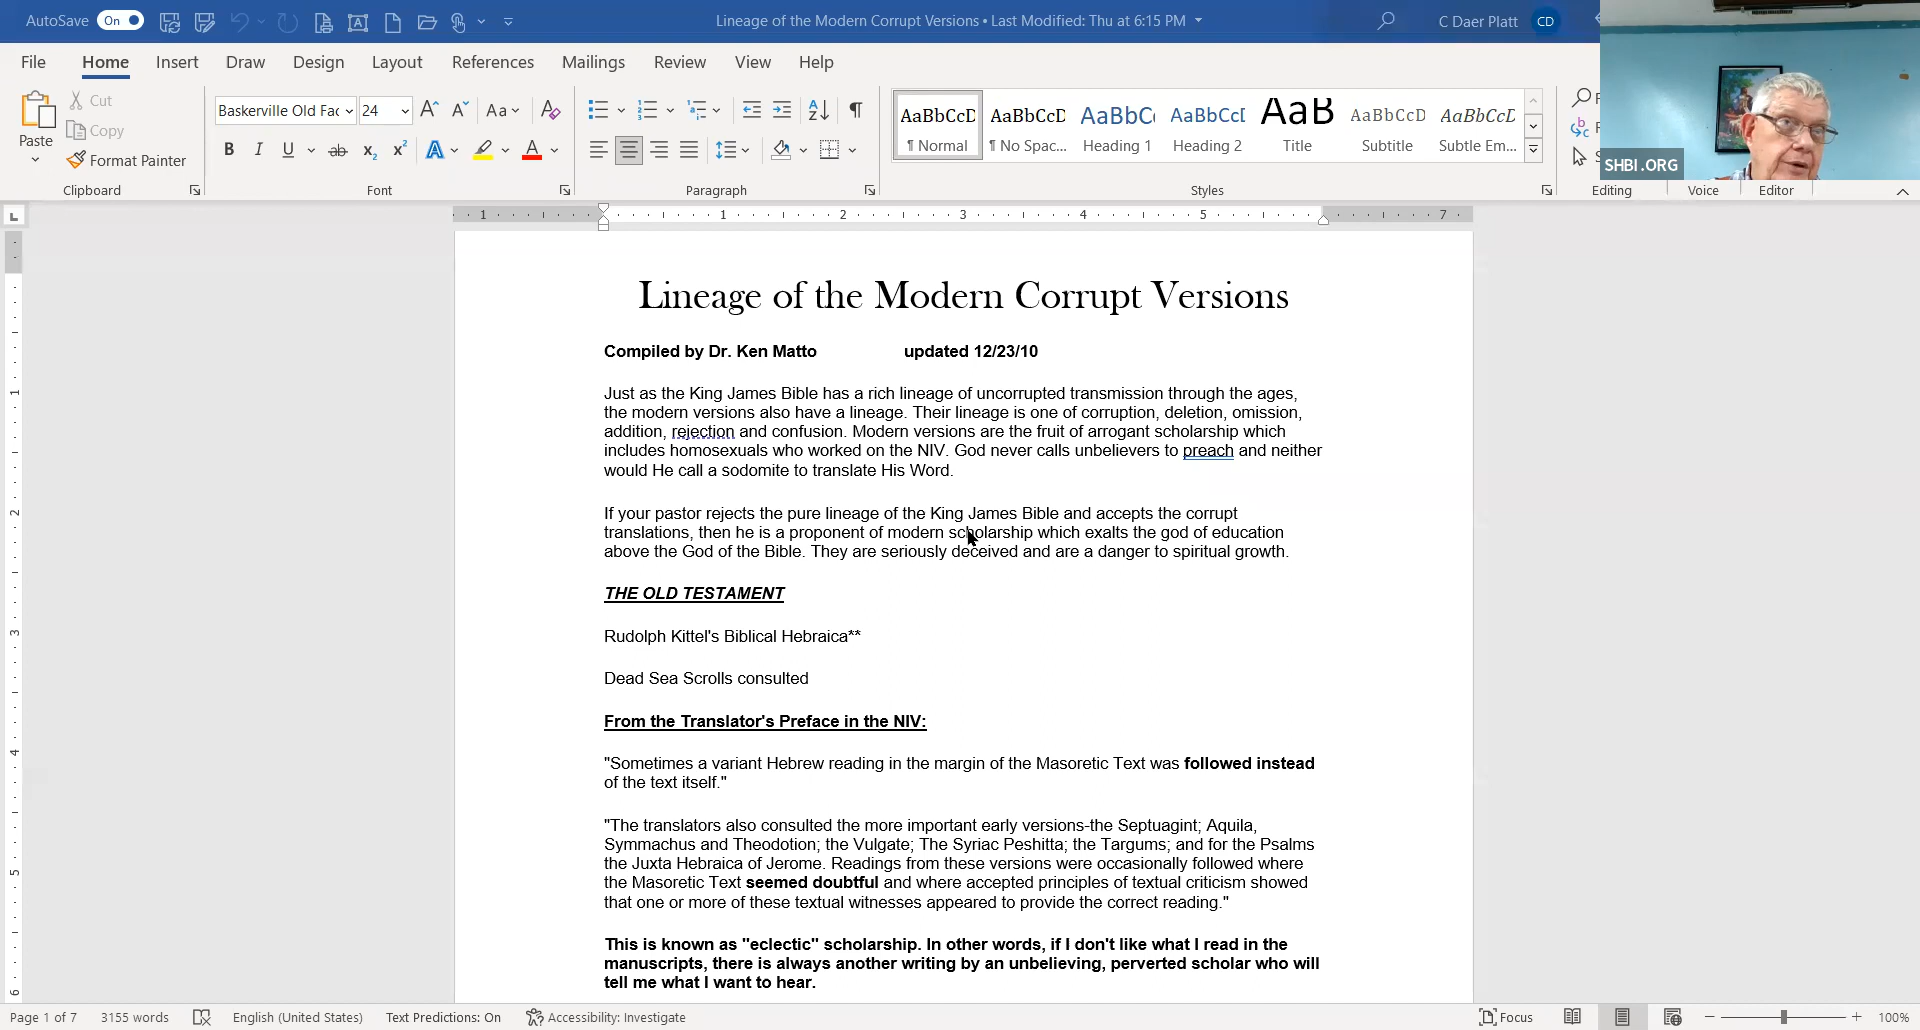 AutoSave On
Lineage of the Modern Corrupt Versions • Last Modified: Thu at 6:15 PM
C Daer Platt CD
File Home Insert Draw Design Layout References Mailings Review View Help
Paste
Cut
Copy
Format Painter
Baskerville Old Fac 24
AaBbCcD AaBbCcD AaBbC AaBbCcE AaB AaBbCcD AaBbCcD
¶ Normal ¶ No Spac... Heading 1 Heading 2 Title Subtitle Subtle Em...
SHBI.ORG
Clipboard Font Paragraph Styles Editing Voice Editor
1 1 2 3 4 5 7
Lineage of the Modern Corrupt Versions
Compiled by Dr. Ken Matto updated 12/23/10
Just as the King James Bible has a rich lineage of uncorrupted transmission through the ages,
the modern versions also have a lineage. Their lineage is one of corruption, deletion, omission,
addition, rejection and confusion. Modern versions are the fruit of arrogant scholarship which
includes homosexuals who worked on the NIV. God never calls unbelievers to preach and neither
would He call a sodomite to translate His Word.
If your pastor rejects the pure lineage of the King James Bible and accepts the corrupt
translations, then he is a proponent of modern scholarship which exalts the god of education
above the God of the Bible. They are seriously deceived and are a danger to spiritual growth.
THE OLD TESTAMENT
Rudolph Kittel's Biblical Hebraica**
Dead Sea Scrolls consulted
From the Translator's Preface in the NIV:
"Sometimes a variant Hebrew reading in the margin of the Masoretic Text was followed instead
of the text itself."
"The translators also consulted the more important early versions-the Septuagint; Aquila,
Symmachus and Theodotion; the Vulgate; The Syriac Peshitta; the Targums; and for the Psalms
the Juxta Hebraica of Jerome. Readings from these versions were occasionally followed where
the Masoretic Text seemed doubtful and where accepted principles of textual criticism showed
that one or more of these textual witnesses appeared to provide the correct reading."
This is known as "eclectic" scholarship. In other words, if I don't like what I read in the
manuscripts, there is always another writing by an unbelieving, perverted scholar who will
tell me what I want to hear.
Page 1 of 7 3155 words English (United States) Text Predictions: On Accessibility: Investigate Focus 100%